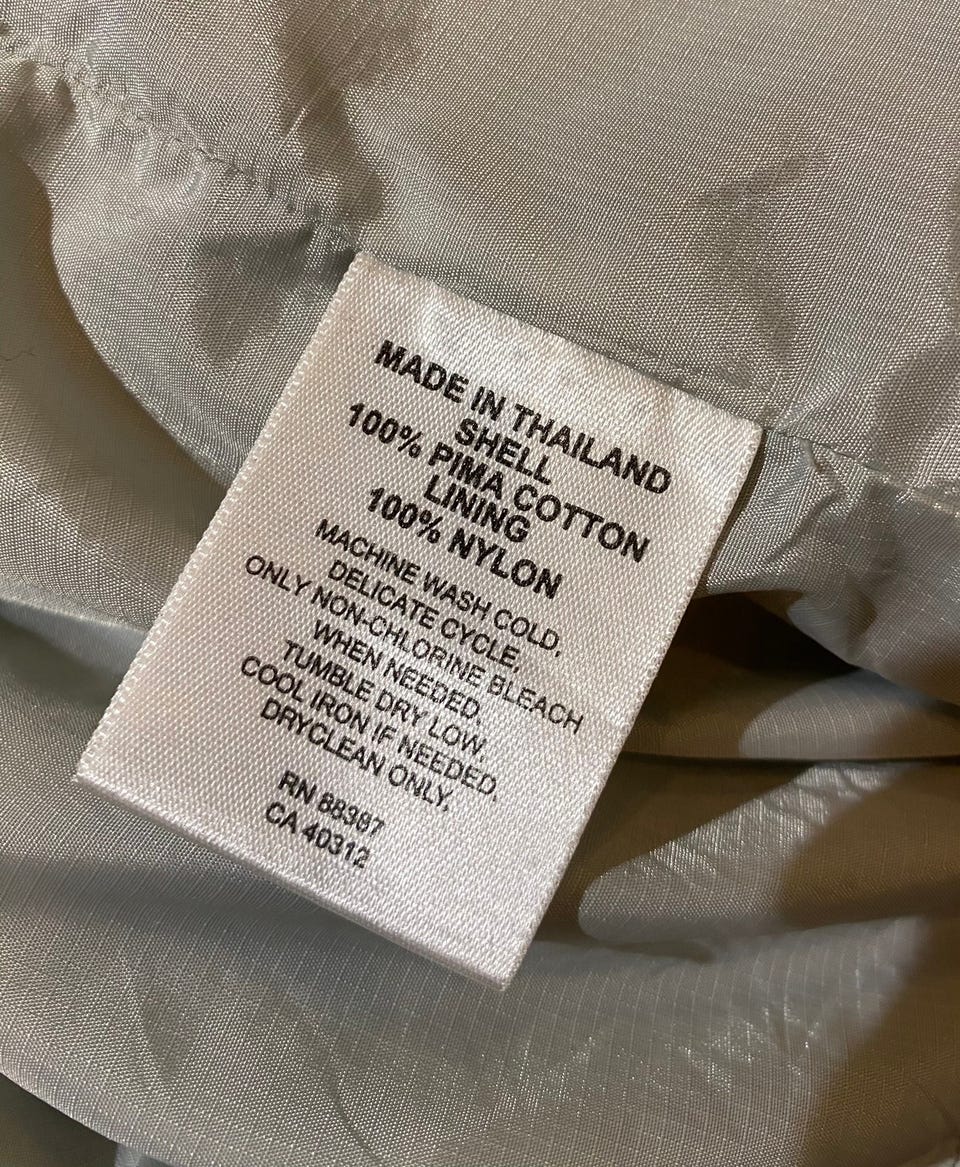 MADE IN THAILAND
SHELL
100% PIMA COTTON
LINING
100% NYLON
MACHINE WASH COLD,
DELICATE CYCLE,
ONLY NON-CHLORINE BLEACH
WHEN NEEDED,
TUMBLE DRY LOW,
COOL IRON IF NEEDED,
DRYCLEAN ONLY,
RN 88387
CA 40312